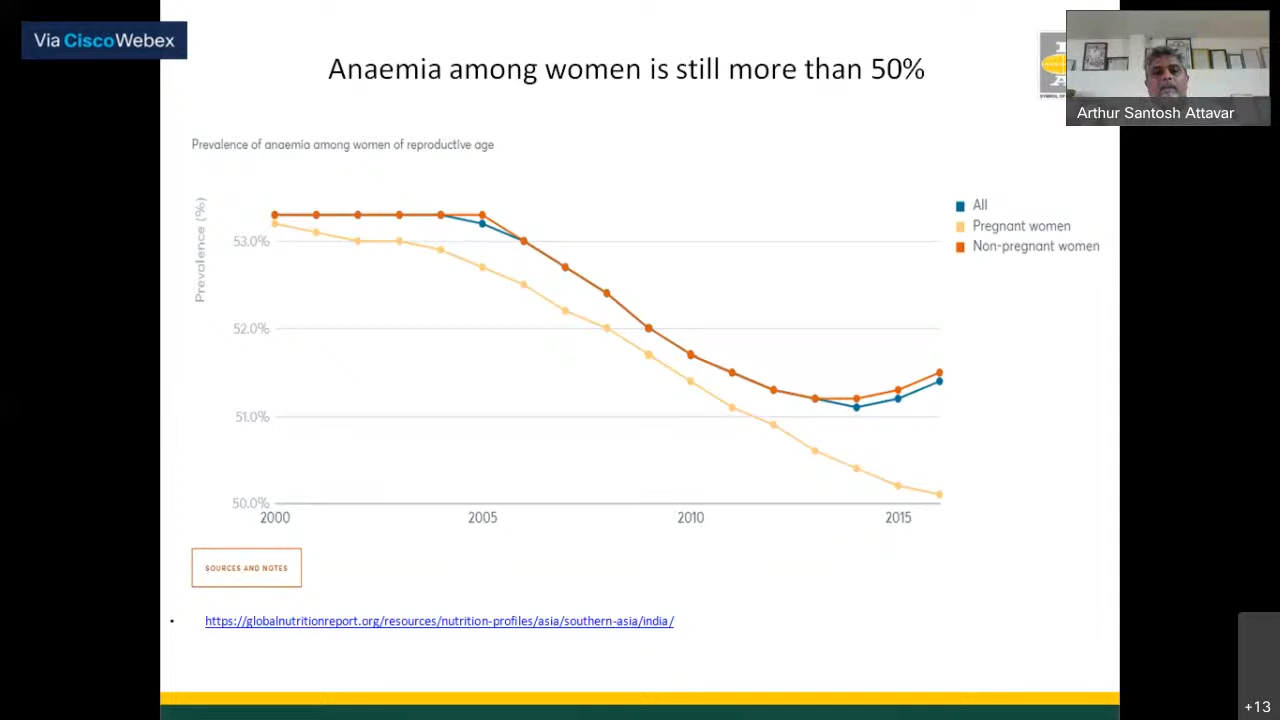 Via CiscoWebex
Anaemia among women is still more than 50%
Arthur Santosh Attavar
Prevalence of anaemia among women of reproductive age
Prevalence (%)
All
Pregnant women
Non-pregnant women
53.0%
52.0%
51.0%
50.0%
2000
2005
2010
2015
SOURCES AND NOTES
• https://globalnutritionreport.org/resources/nutrition-profiles/asia/southern-asia/india/
+13